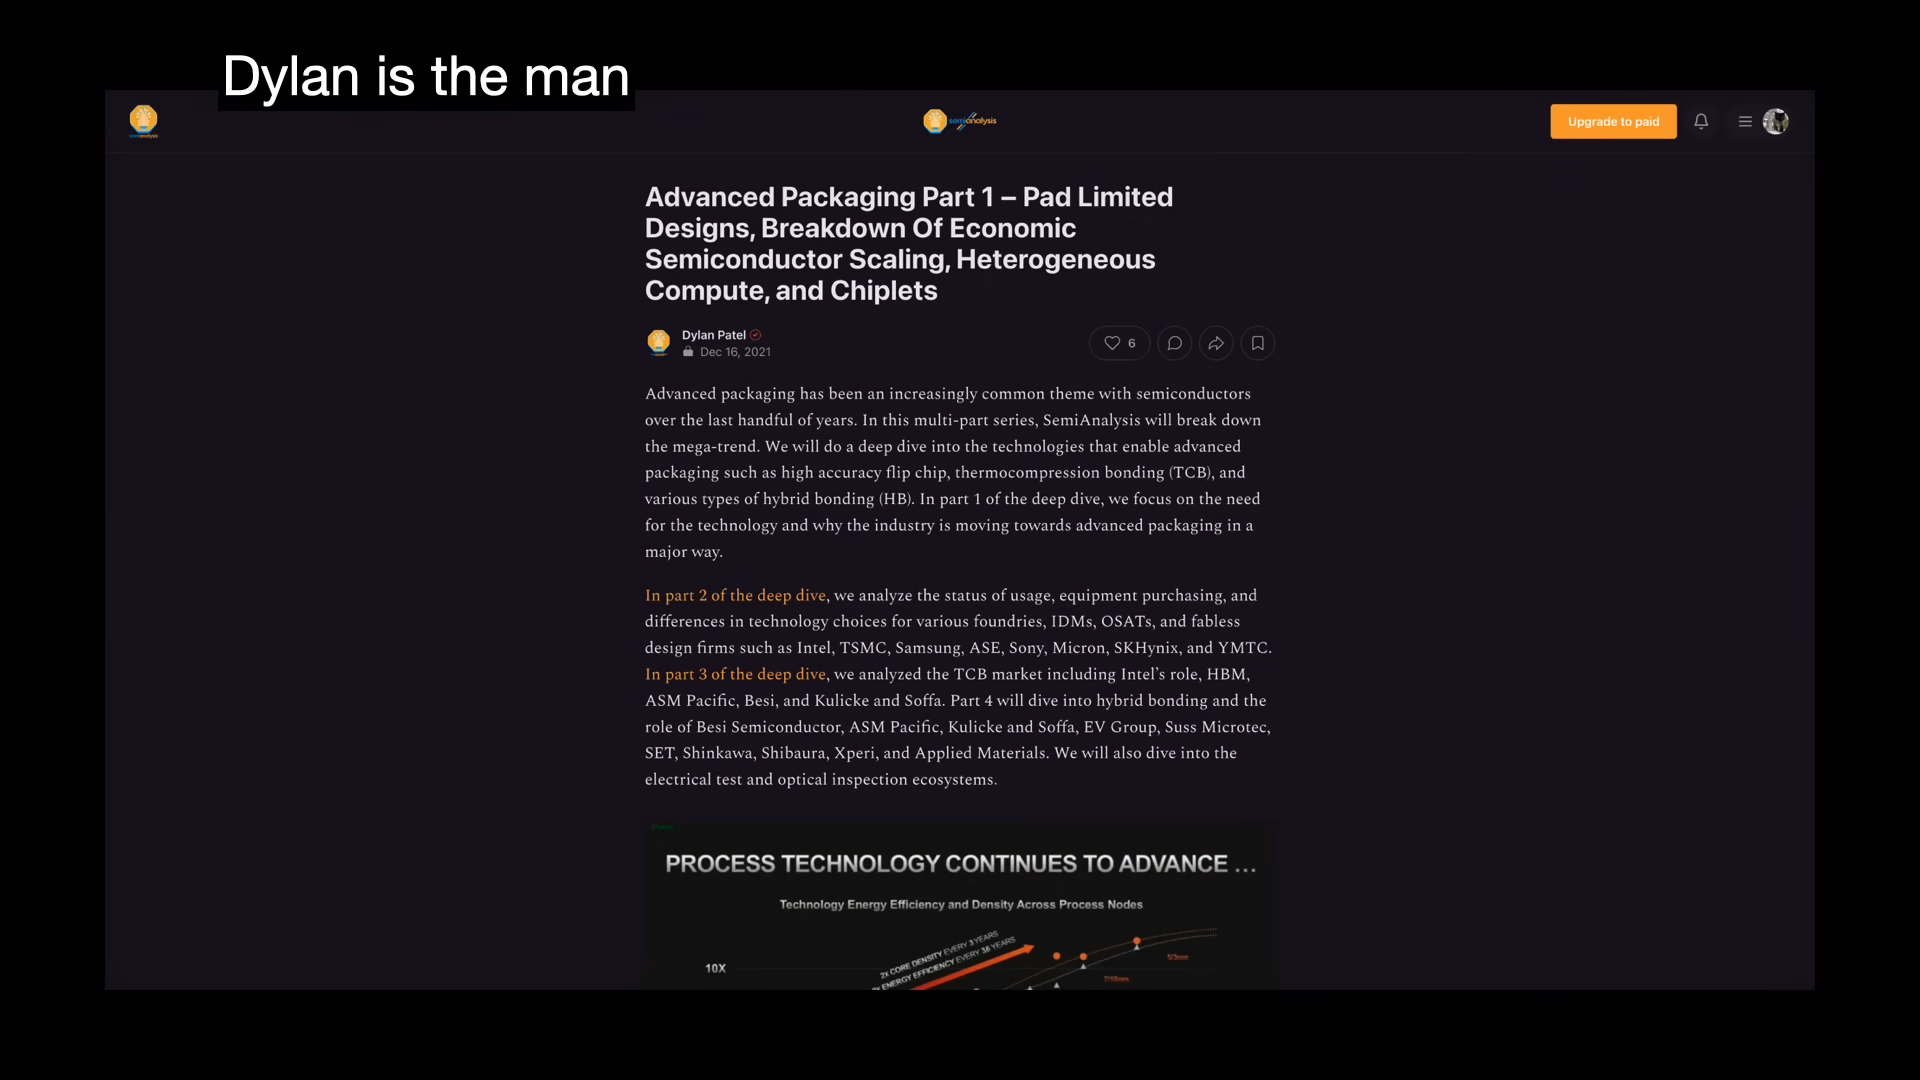 Dylan is the man
semianalysis
semianalysis
Upgrade to paid
Advanced Packaging Part 1 – Pad Limited
Designs, Breakdown Of Economic
Semiconductor Scaling, Heterogeneous
Compute, and Chiplets
Dylan Patel
Dec 16, 2021
6
Advanced packaging has been an increasingly common theme with semiconductors
over the last handful of years. In this multi-part series, SemiAnalysis will break down
the mega-trend. We will do a deep dive into the technologies that enable advanced
packaging such as high accuracy flip chip, thermocompression bonding (TCB), and
various types of hybrid bonding (HB). In part 1 of the deep dive, we focus on the need
for the technology and why the industry is moving towards advanced packaging in a
major way.
In part 2 of the deep dive, we analyze the status of usage, equipment purchasing, and
differences in technology choices for various foundries, IDMs, OSATs, and fabless
design firms such as Intel, TSMC, Samsung, ASE, Sony, Micron, SKHynix, and YMTC.
In part 3 of the deep dive, we analyzed the TCB market including Intel's role, HBM,
ASM Pacific, Besi, and Kulicke and Soffa. Part 4 will dive into hybrid bonding and the
role of Besi Semiconductor, ASM Pacific, Kulicke and Soffa, EV Group, Suss Microtec,
SET, Shinkawa, Shibaura, Xperi, and Applied Materials. We will also dive into the
electrical test and optical inspection ecosystems.
PROCESS TECHNOLOGY CONTINUES TO ADVANCE ...
Technology Energy Efficiency and Density Across Process Nodes
2X CORE DENSITY EVERY 3 YEARS
ENERGY EFFICIENCY EVERY 3.6 YEARS
10X
5/3nm
7/10nm